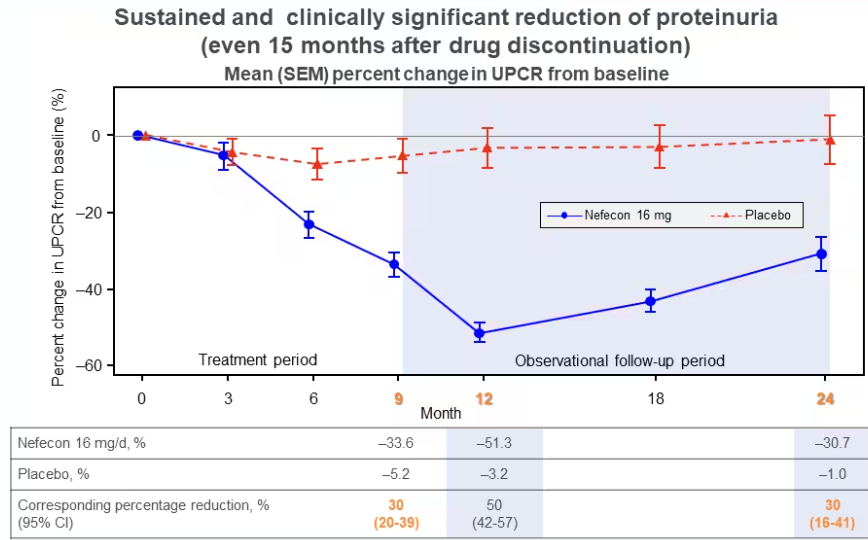 Sustained and clinically significant reduction of proteinuria
(even 15 months after drug discontinuation)
Mean (SEM) percent change in UPCR from baseline
Percent change in UPCR from baseline (%)
0
–20
–40
–60
Nefecon 16 mg
Placebo
Treatment period
Observational follow-up period
0 3 6 9 12 18 24
Month
Nefecon 16 mg/d, % –33.6 –51.3 –30.7
Placebo, % –5.2 –3.2 –1.0
Corresponding percentage reduction, % 30 50 30
(95% CI) (20-39) (42-57) (16-41)